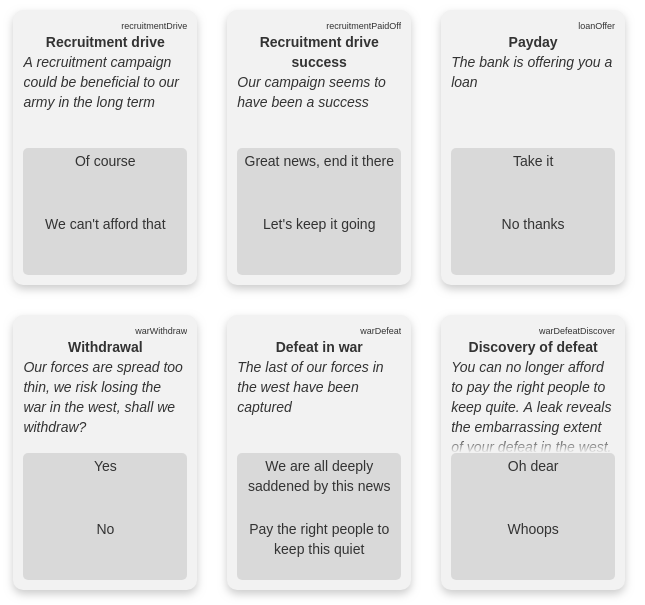 recruitmentDrive
Recruitment drive
A recruitment campaign
could be beneficial to our
army in the long term
Of course
We can't afford that
recruitmentPaidOff
Recruitment drive
success
Our campaign seems to
have been a success
Great news, end it there
Let's keep it going
loanOffer
Payday
The bank is offering you a
loan
Take it
No thanks
warWithdraw
Withdrawal
Our forces are spread too
thin, we risk losing the
war in the west, shall we
withdraw?
Yes
No
warDefeat
Defeat in war
The last of our forces in
the west have been
captured
We are all deeply
saddened by this news
Pay the right people to
keep this quiet
warDefeatDiscover
Discovery of defeat
You can no longer afford
to pay the right people to
keep quite. A leak reveals
the embarrassing extent
of your defeat in the west.
Oh dear
Whoops